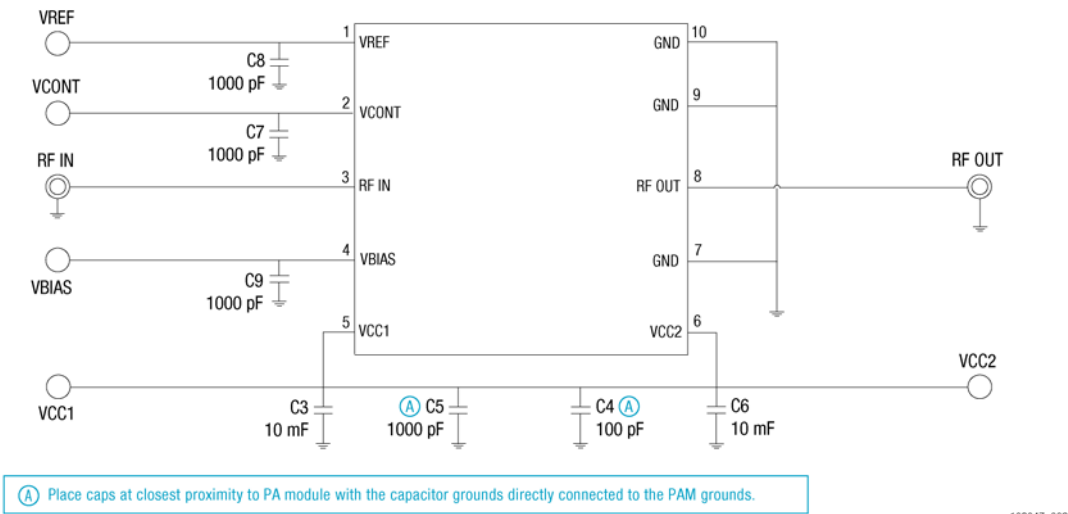 VREF
1
VREF
C8
1000 pF
10
GND
VCONT
2
VCONT
C7
1000 pF
9
GND
RF IN
3
RF IN
8
RF OUT
RF OUT
4
VBIAS
VBIAS
C9
1000 pF
7
GND
5
VCC1
6
VCC2
VCC1
VCC2
C3
10 mF
A C5
1000 pF
C4 A
100 pF
C6
10 mF
A Place caps at closest proximity to PA module with the capacitor grounds directly connected to the PAM grounds.